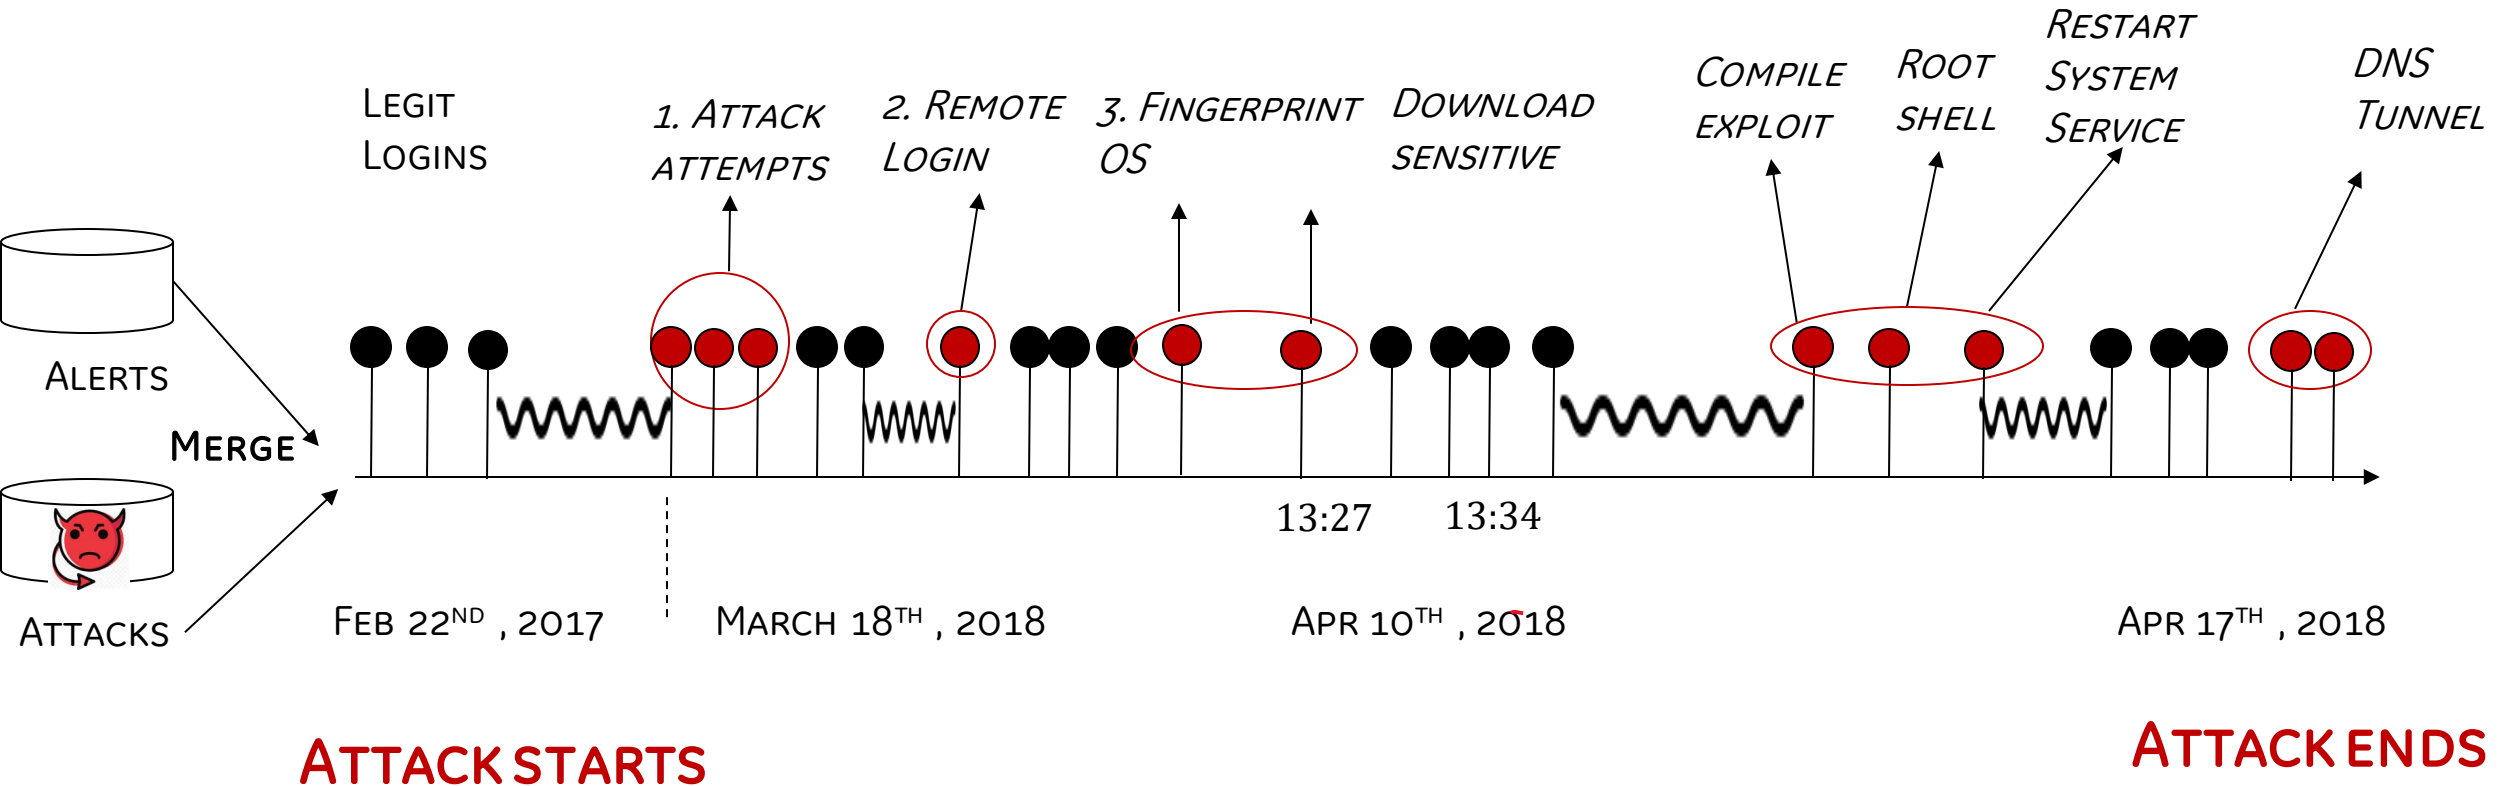 Legit
Logins
1. Attack
attempts
2. Remote
Login
3. Fingerprint
OS
Download
sensitive
Compile
exploit
Root
shell
Restart
System
Service
DNS
Tunnel
Alerts
Merge
Attacks
13:27
13:34
Feb 22nd , 2017
March 18th , 2018
Apr 10th , 2018
Apr 17th , 2018
Attack starts
Attack ends